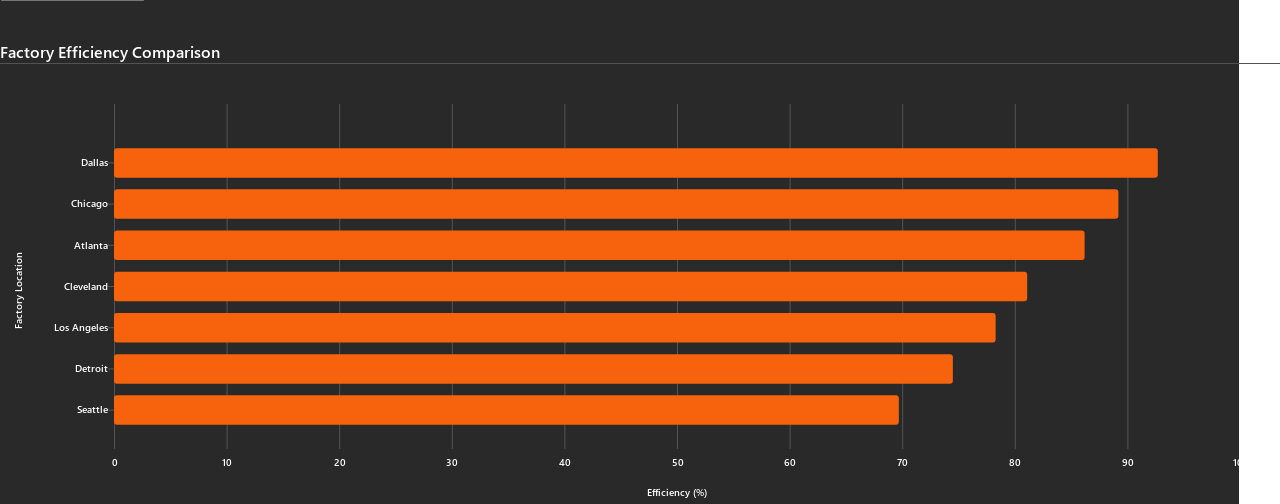 Factory Efficiency Comparison
Dallas
Chicago
Atlanta
Cleveland
Los Angeles
Detroit
Seattle
Factory Location
0 10 20 30 40 50 60 70 80 90
Efficiency (%)